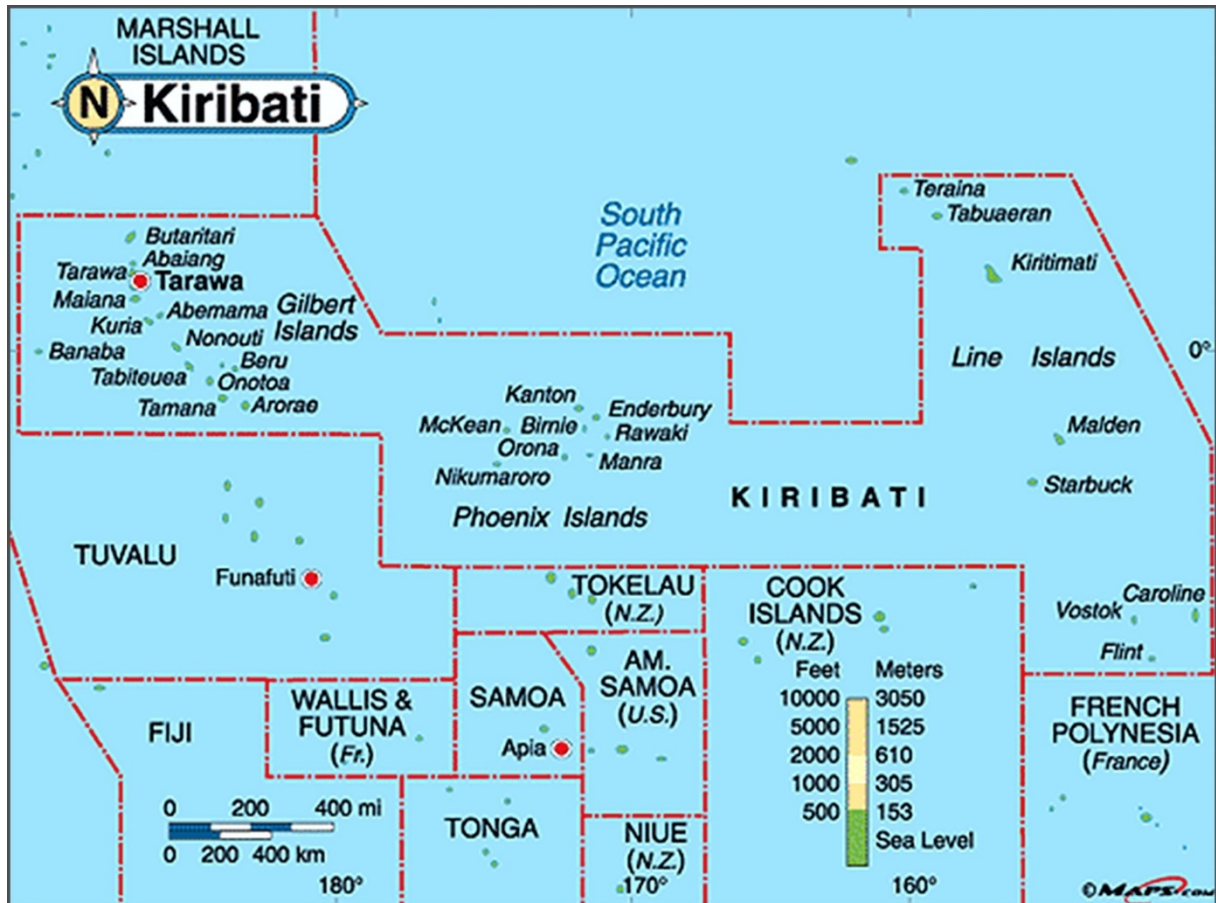 MARSHALL
ISLANDS
N Kiribati
Teraina
Tabuaeran
South
Pacific
Ocean
Kiritimati
Butaritari
Abaiang
Tarawa
Tarawa
Maiana
Abemama
Gilbert
Islands
Kuria
Nonouti
Banaba
Beru
Tabiteuea
Onotoa
Tamana
Arorae
Line Islands
0°
Kanton
Enderbury
McKean
Birnie
Rawaki
Orona
Manra
Nikumaroro
Phoenix Islands
KIRIBATI
Malden
Starbuck
TUVALU
Funafuti
TOKELAU
(N.Z.)
COOK
ISLANDS
(N.Z.)
Caroline
Vostok
Flint
WALLIS &
FUTUNA
(Fr.)
SAMOA
Apia
AM.
SAMOA
(U.S.)
FIJI
Feet Meters
10000 3050
5000 1525
2000 610
1000 305
500 153
Sea Level
FRENCH
POLYNESIA
(France)
0 200 400 mi
0 200 400 km
TONGA
NIUE
(N.Z.)
180°
170°
160°
©MAPS.COM